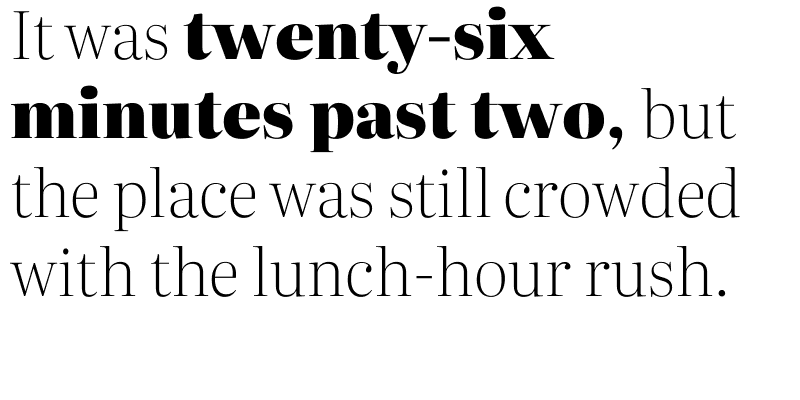 It was twenty-six
minutes past two, but
the place was still crowded
with the lunch-hour rush.